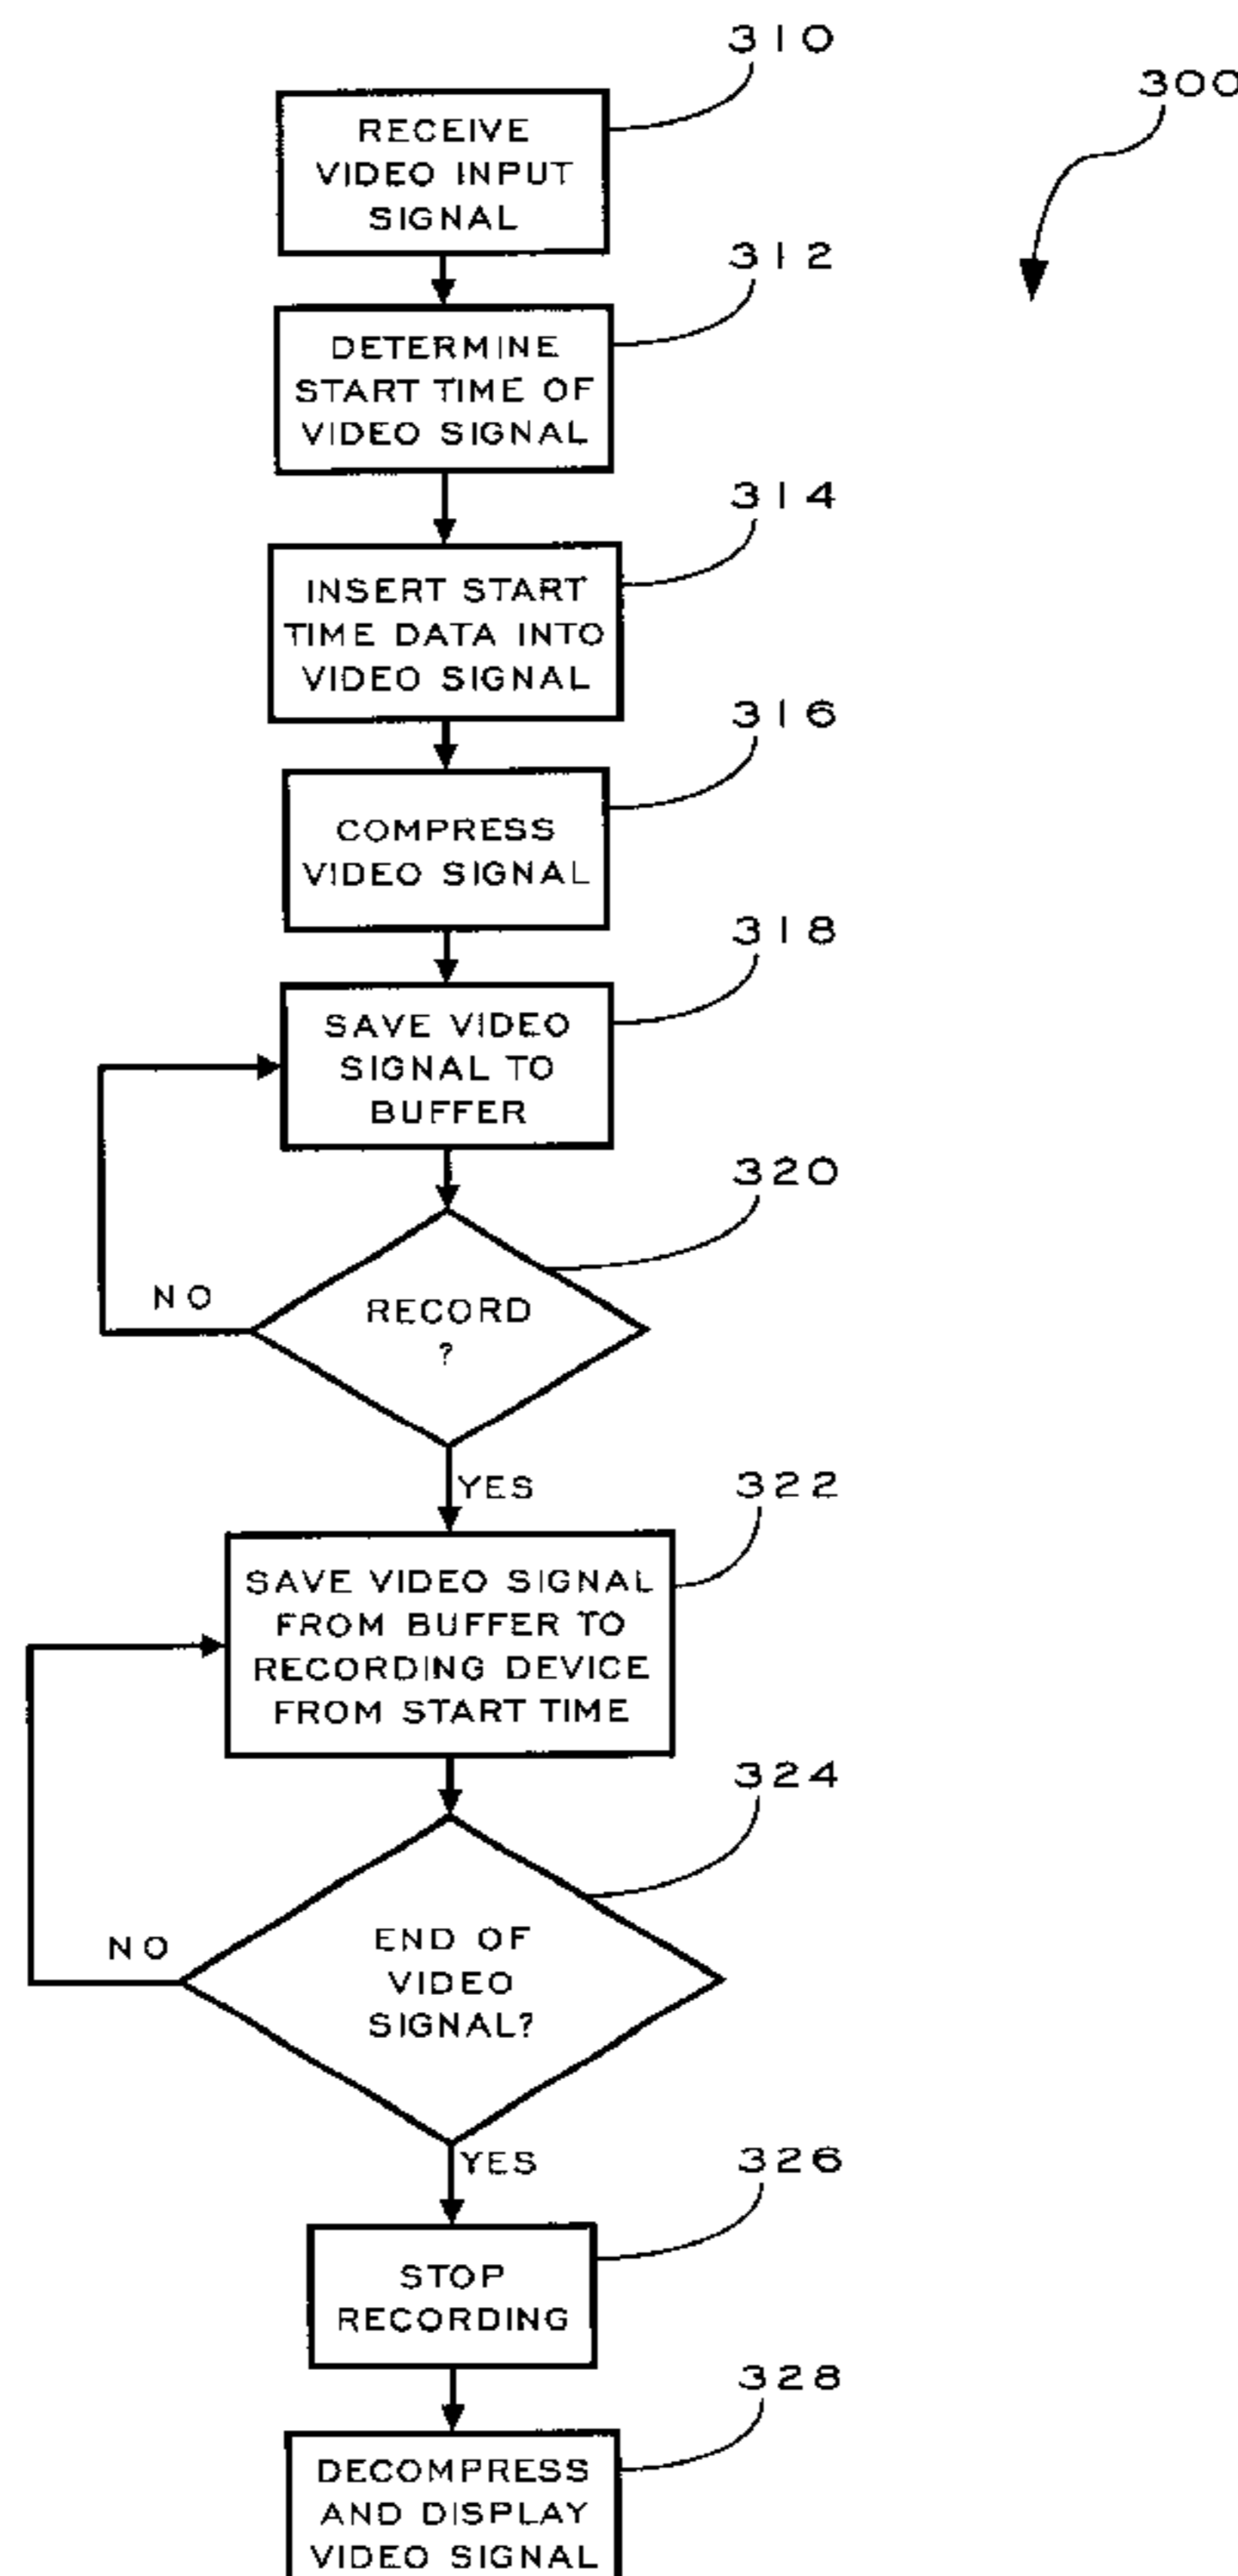 310
300
RECEIVE
VIDEO INPUT
SIGNAL
312
DETERMINE
START TIME OF
VIDEO SIGNAL
314
INSERT START
TIME DATA INTO
VIDEO SIGNAL
316
COMPRESS
VIDEO SIGNAL
318
SAVE VIDEO
SIGNAL TO
BUFFER
320
NO
RECORD
?
YES
322
SAVE VIDEO SIGNAL
FROM BUFFER TO
RECORDING DEVICE
FROM START TIME
324
NO
END OF
VIDEO
SIGNAL?
YES
326
STOP
RECORDING
328
DECOMPRESS
AND DISPLAY
VIDEO SIGNAL